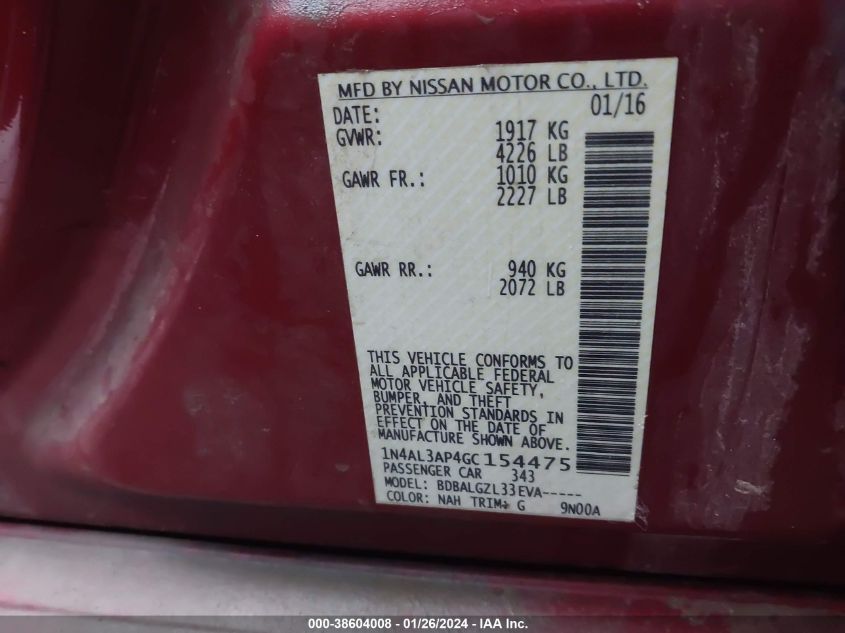 MFD BY NISSAN MOTOR CO., LTD.
DATE: 01/16
GVWR: 1917 KG
4226 LB
GAWR FR.: 1010 KG
2227 LB
GAWR RR.: 940 KG
2072 LB
THIS VEHICLE CONFORMS TO
ALL APPLICABLE FEDERAL
MOTOR VEHICLE SAFETY,
BUMPER, AND THEFT
PREVENTION STANDARDS IN
EFFECT ON THE DATE OF
MANUFACTURE SHOWN ABOVE.
1N4AL3AP4GC154475
PASSENGER CAR 343
MODEL: BDBALGZL33EVA-----
COLOR: NAH TRIM: G 9N00A
000-38604008 - 01/26/2024 - IAA Inc.